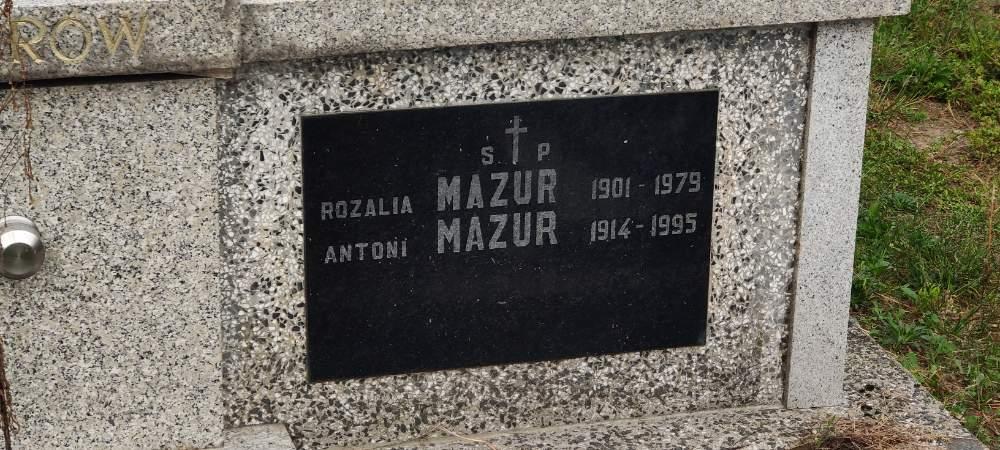 ROW
S P
ROZALIA MAZUR 1901 - 1979
ANTONI MAZUR 1914 - 1995